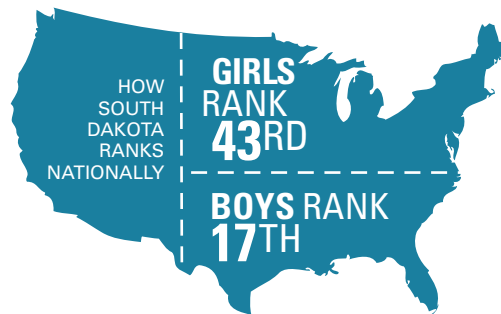 HOW
SOUTH
DAKOTA
RANKS
NATIONALLY
GIRLS
RANK
43RD
BOYS RANK
17TH